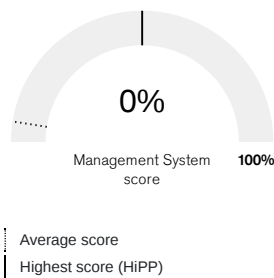 0%
Management System
score
100%
Average score
Highest score (HiPP)